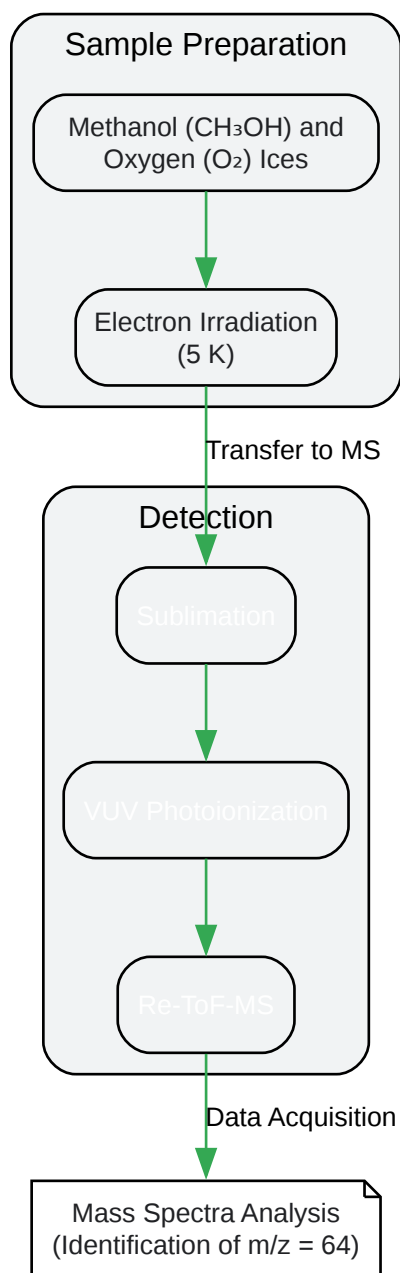 Sample Preparation
Methanol (CH₃OH) and
Oxygen (O₂) Ices
Electron Irradiation
(5 K)
Transfer to MS
Detection
Sublimation
VUV Photoionization
Re-ToF-MS
Data Acquisition
Mass Spectra Analysis
(Identification of m/z = 64)